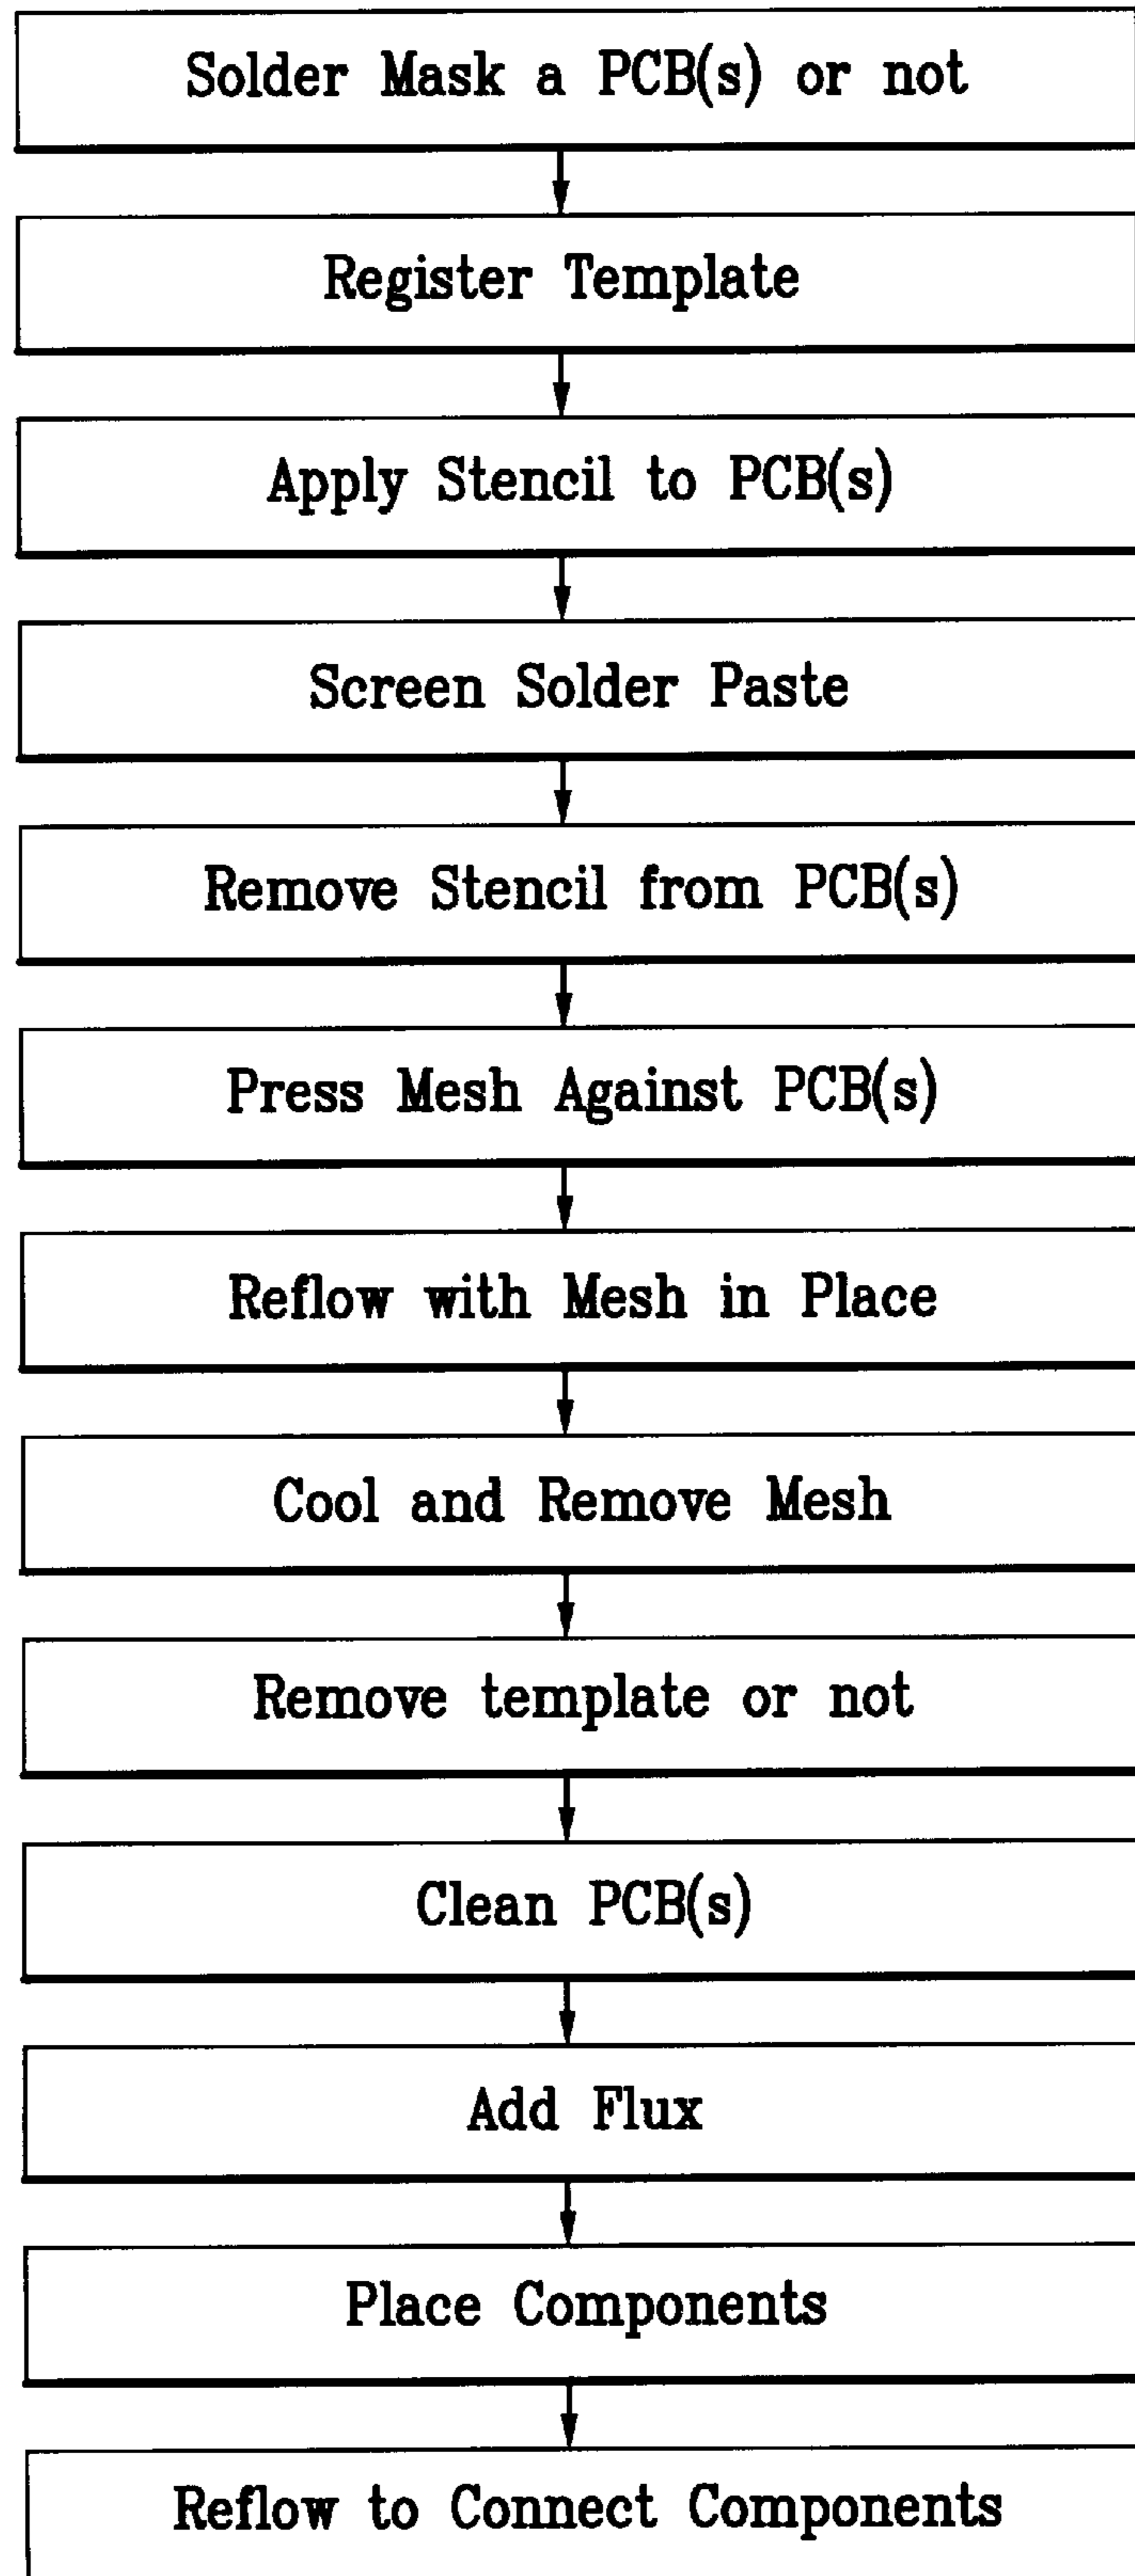 Solder Mask a PCB(s) or not
Register Template
Apply Stencil to PCB(s)
Screen Solder Paste
Remove Stencil from PCB(s)
Press Mesh Against PCB(s)
Reflow with Mesh in Place
Cool and Remove Mesh
Remove template or not
Clean PCB(s)
Add Flux
Place Components
Reflow to Connect Components